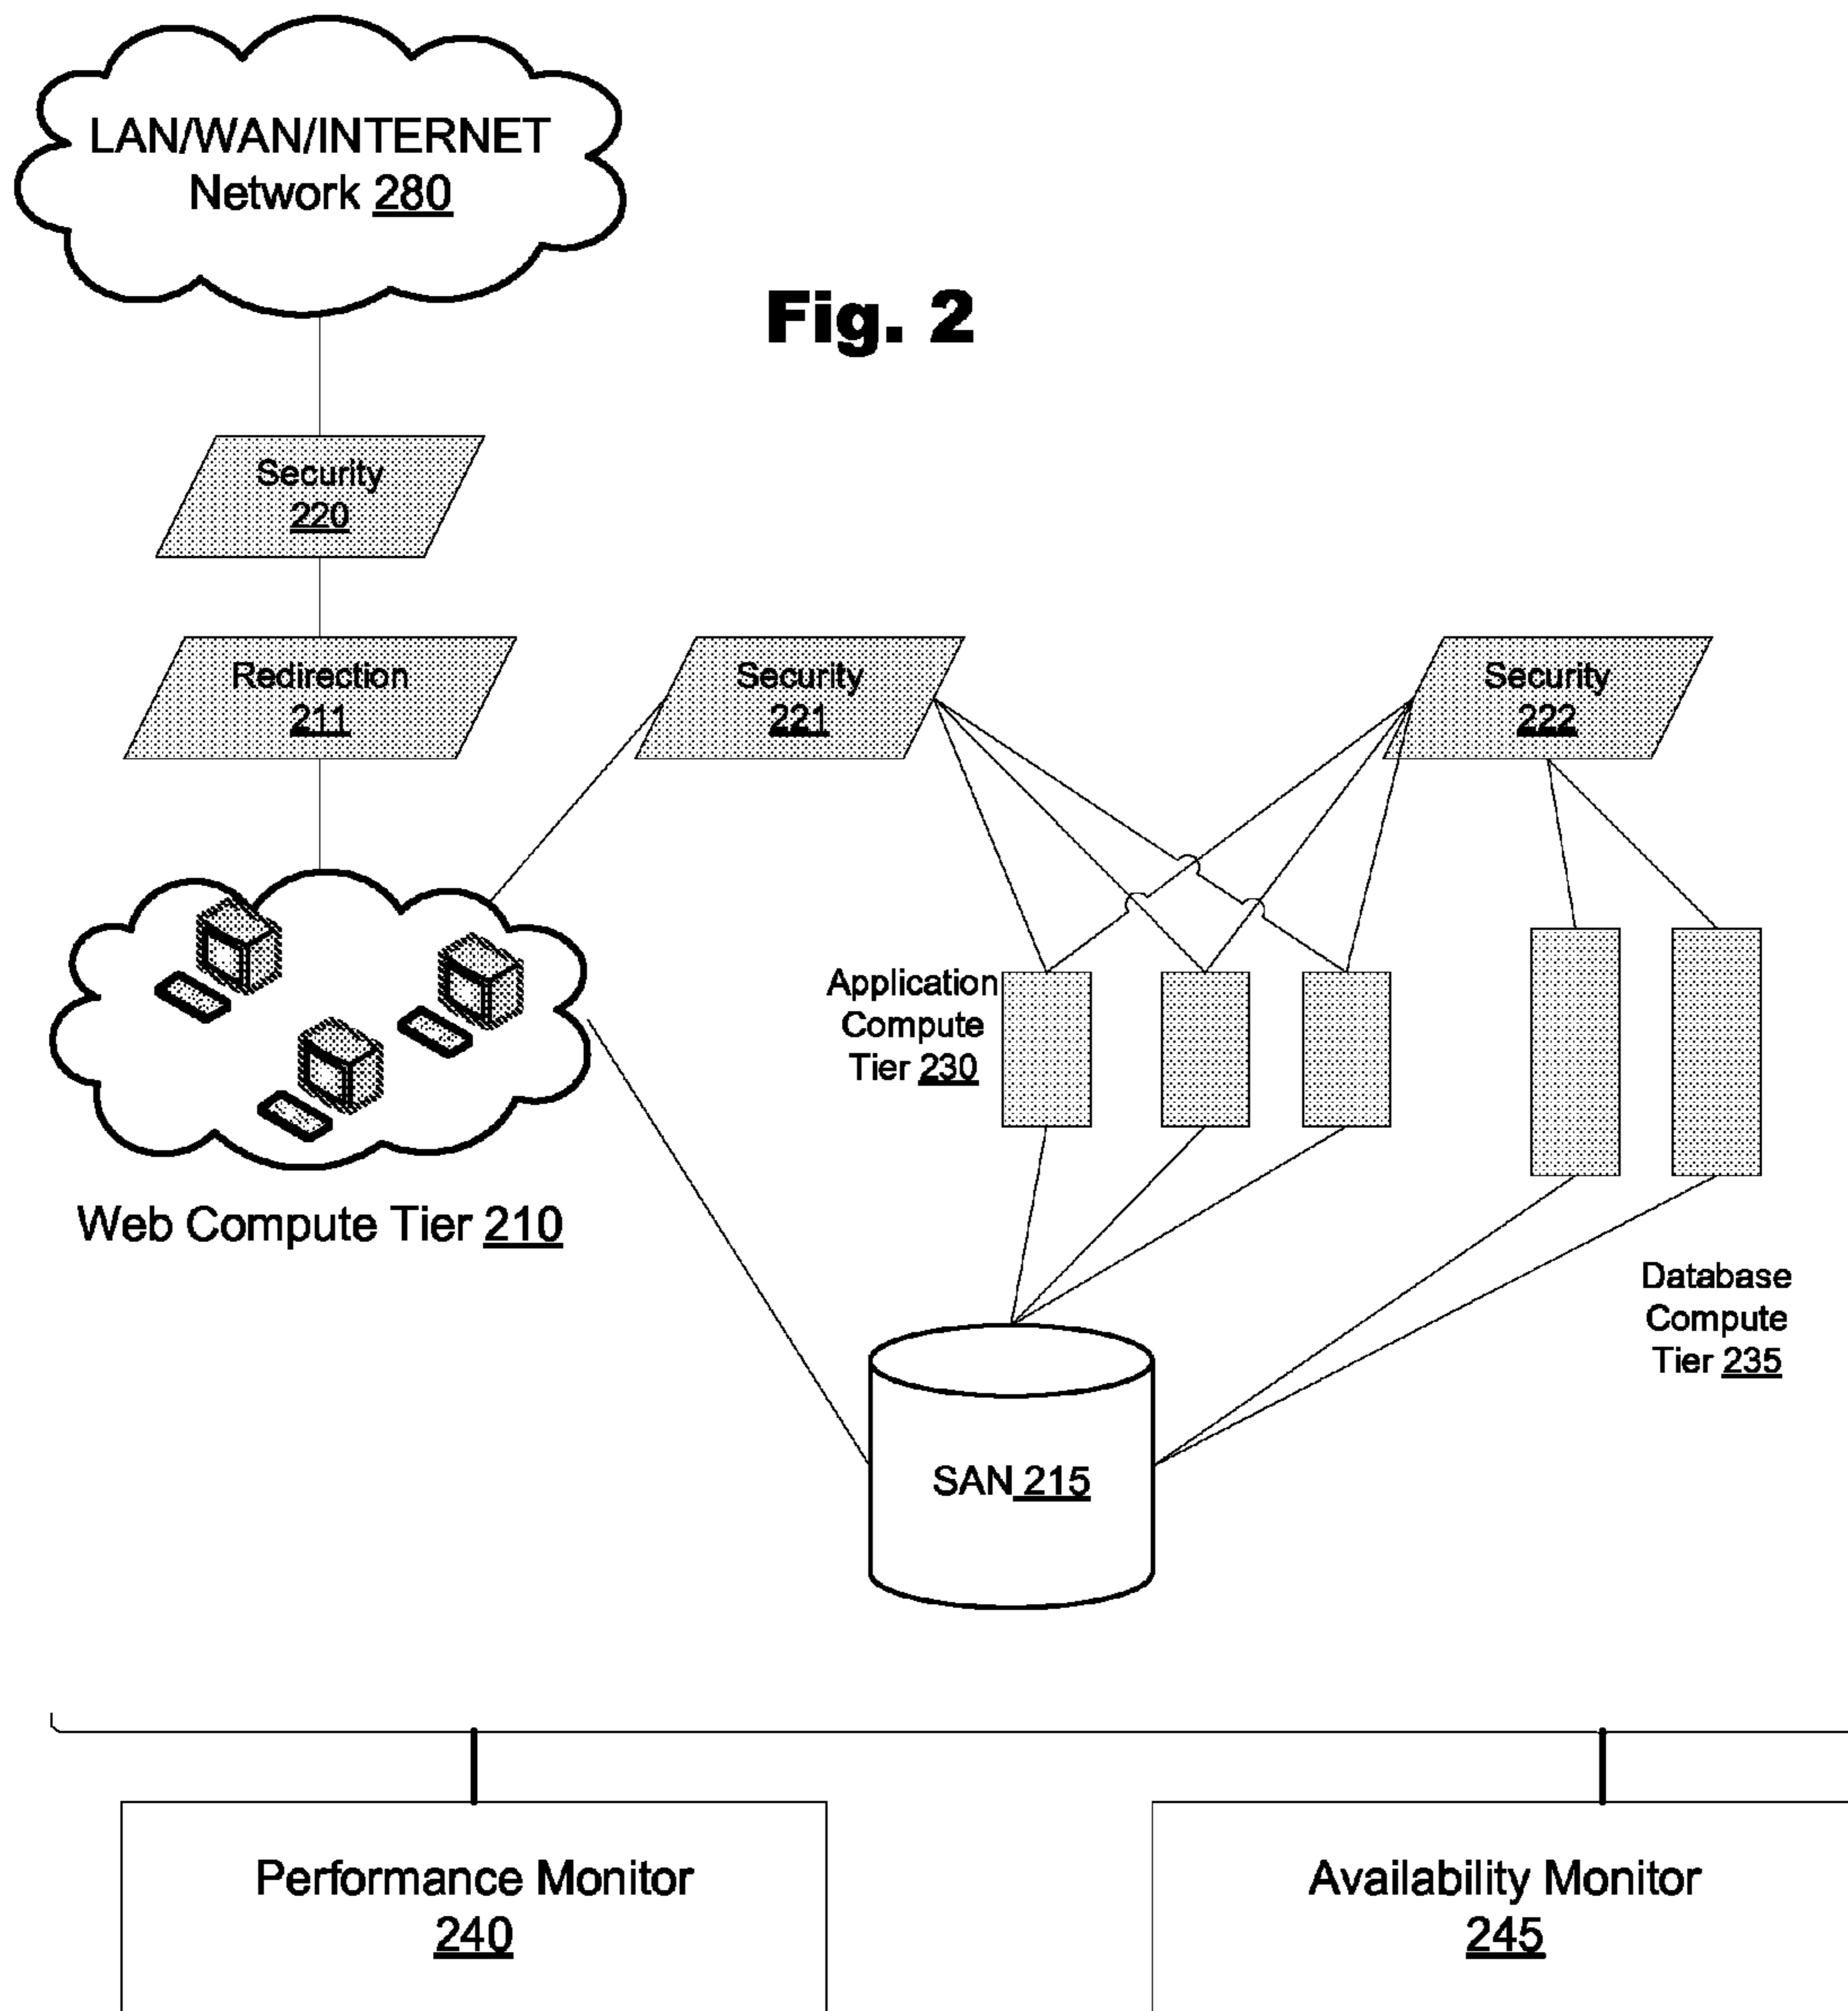 LAN/WAN/INTERNET
Network 280
Fig. 2
Security
220
Redirection
211
Security
221
Security
222
Application
Compute
Tier 230
Web Compute Tier 210
Database
Compute
Tier 235
SAN 215
Performance Monitor
240
Availability Monitor
245